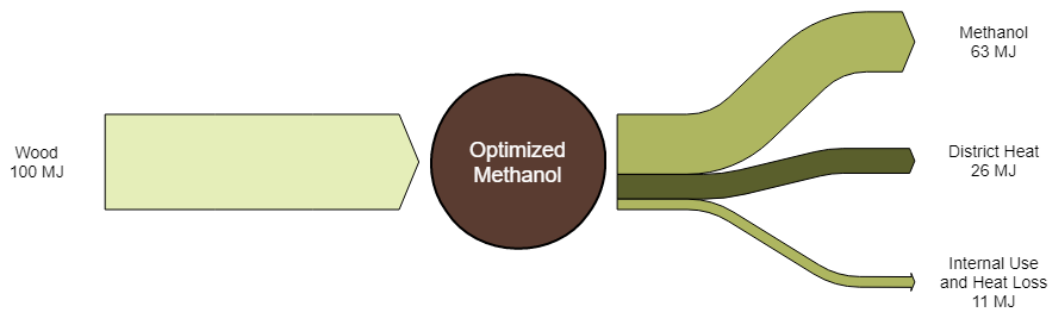 Wood
100 MJ
Optimized
Methanol
Methanol
63 MJ
District Heat
26 MJ
Internal Use
and Heat Loss
11 MJ